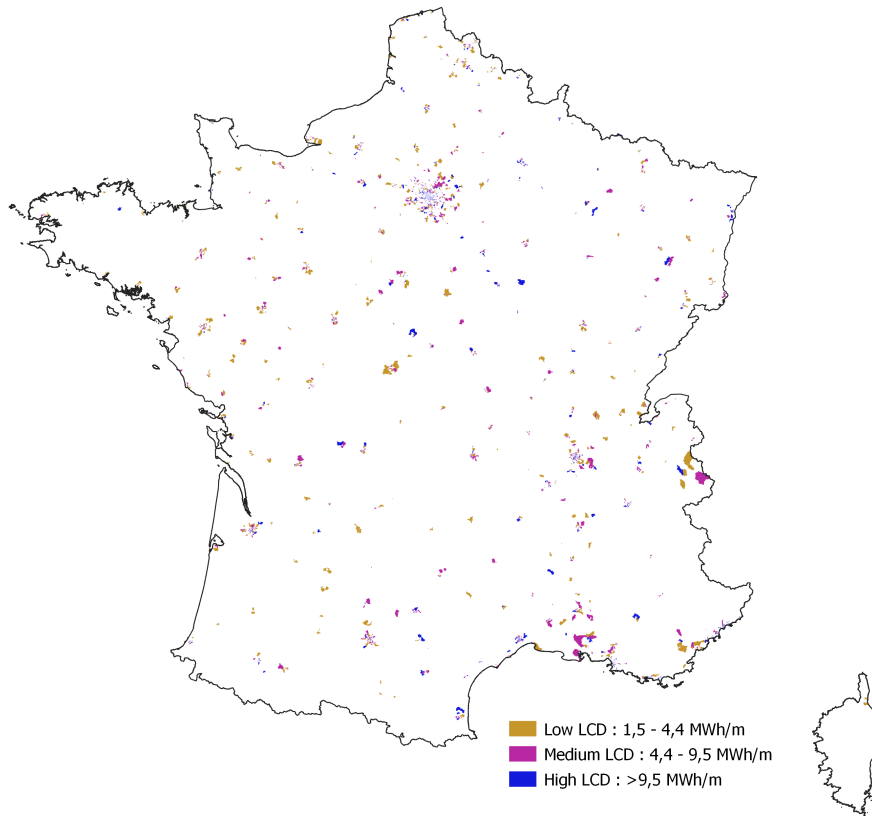 Low LCD : 1,5 - 4,4 MWh/m
Medium LCD : 4,4 - 9,5 MWh/m
High LCD : >9,5 MWh/m